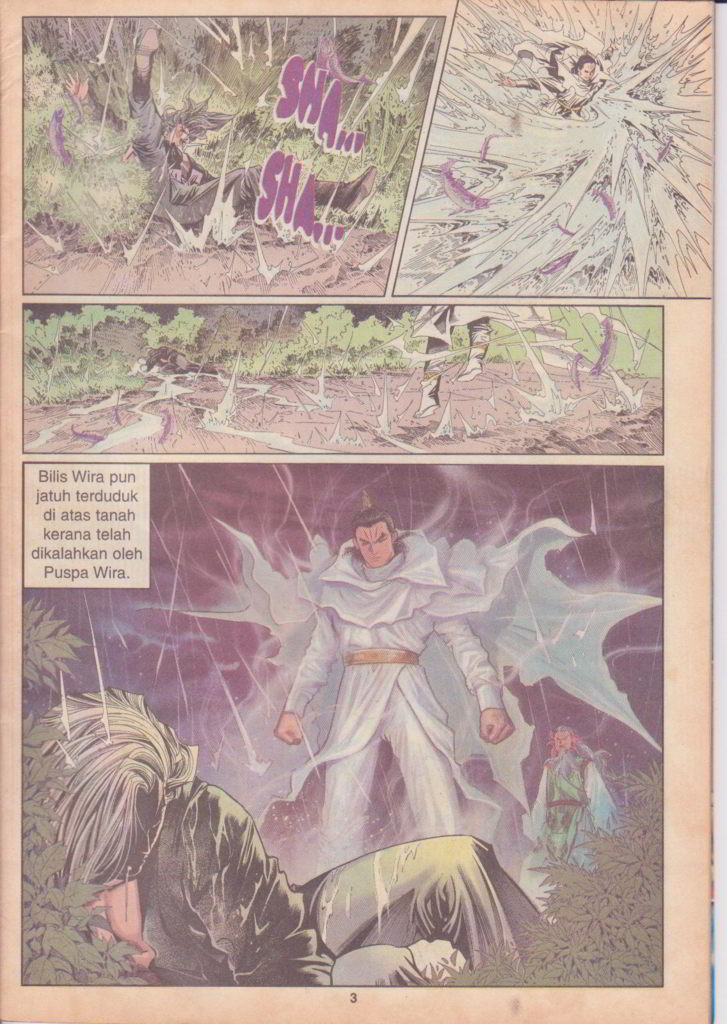 SHA...
SHA...
Bilis Wira pun
jatuh terduduk
di atas tanah
kerana telah
dikalahkan oleh
Puspa Wira.
3